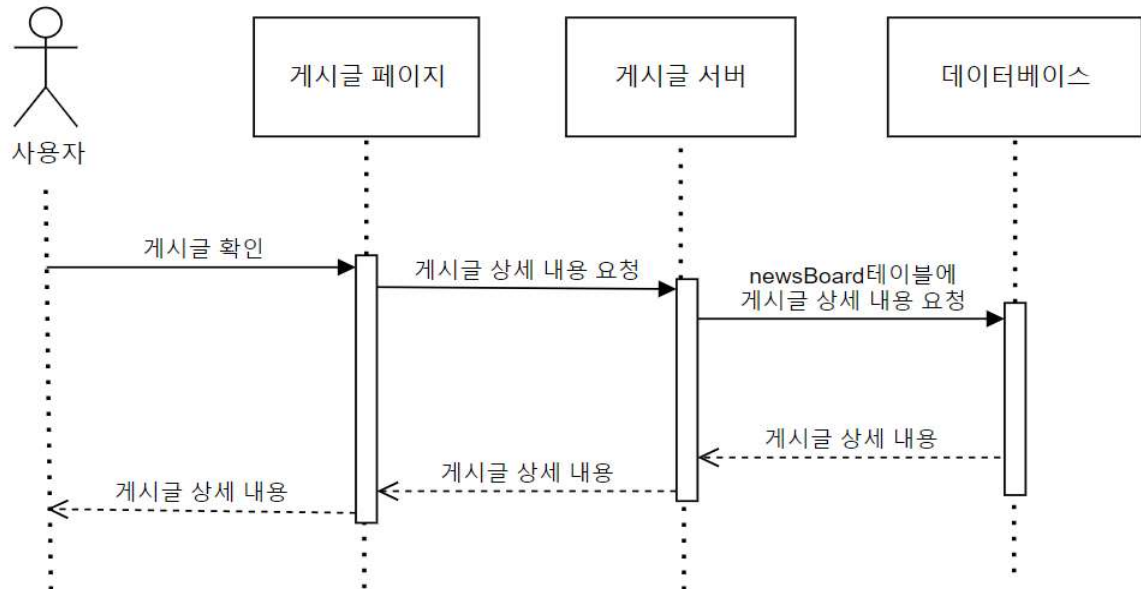 게시글 페이지
게시글 서버
데이터베이스
사용자
게시글 확인
게시글 상세 내용 요청
newsBoard테이블에
게시글 상세 내용 요청
게시글 상세 내용
게시글 상세 내용
게시글 상세 내용